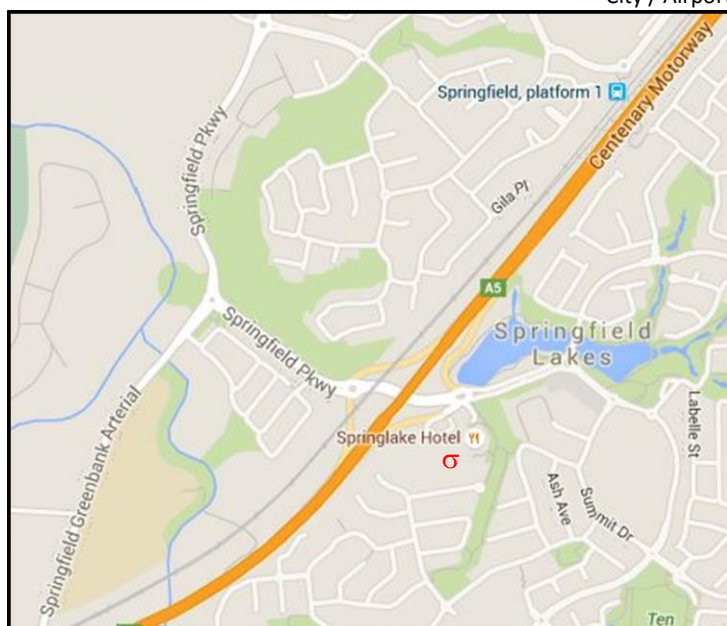 City / Airport
Springfield, platform 1
Centenary Motorway
Springfield Pkwy
Gila Pl
A5
Springfield
Lakes
Springfield Pkwy
Springfield Greenbank Arterial
Springlake Hotel
σ
Labelle St
Ash Ave
Summit Dr
Ten